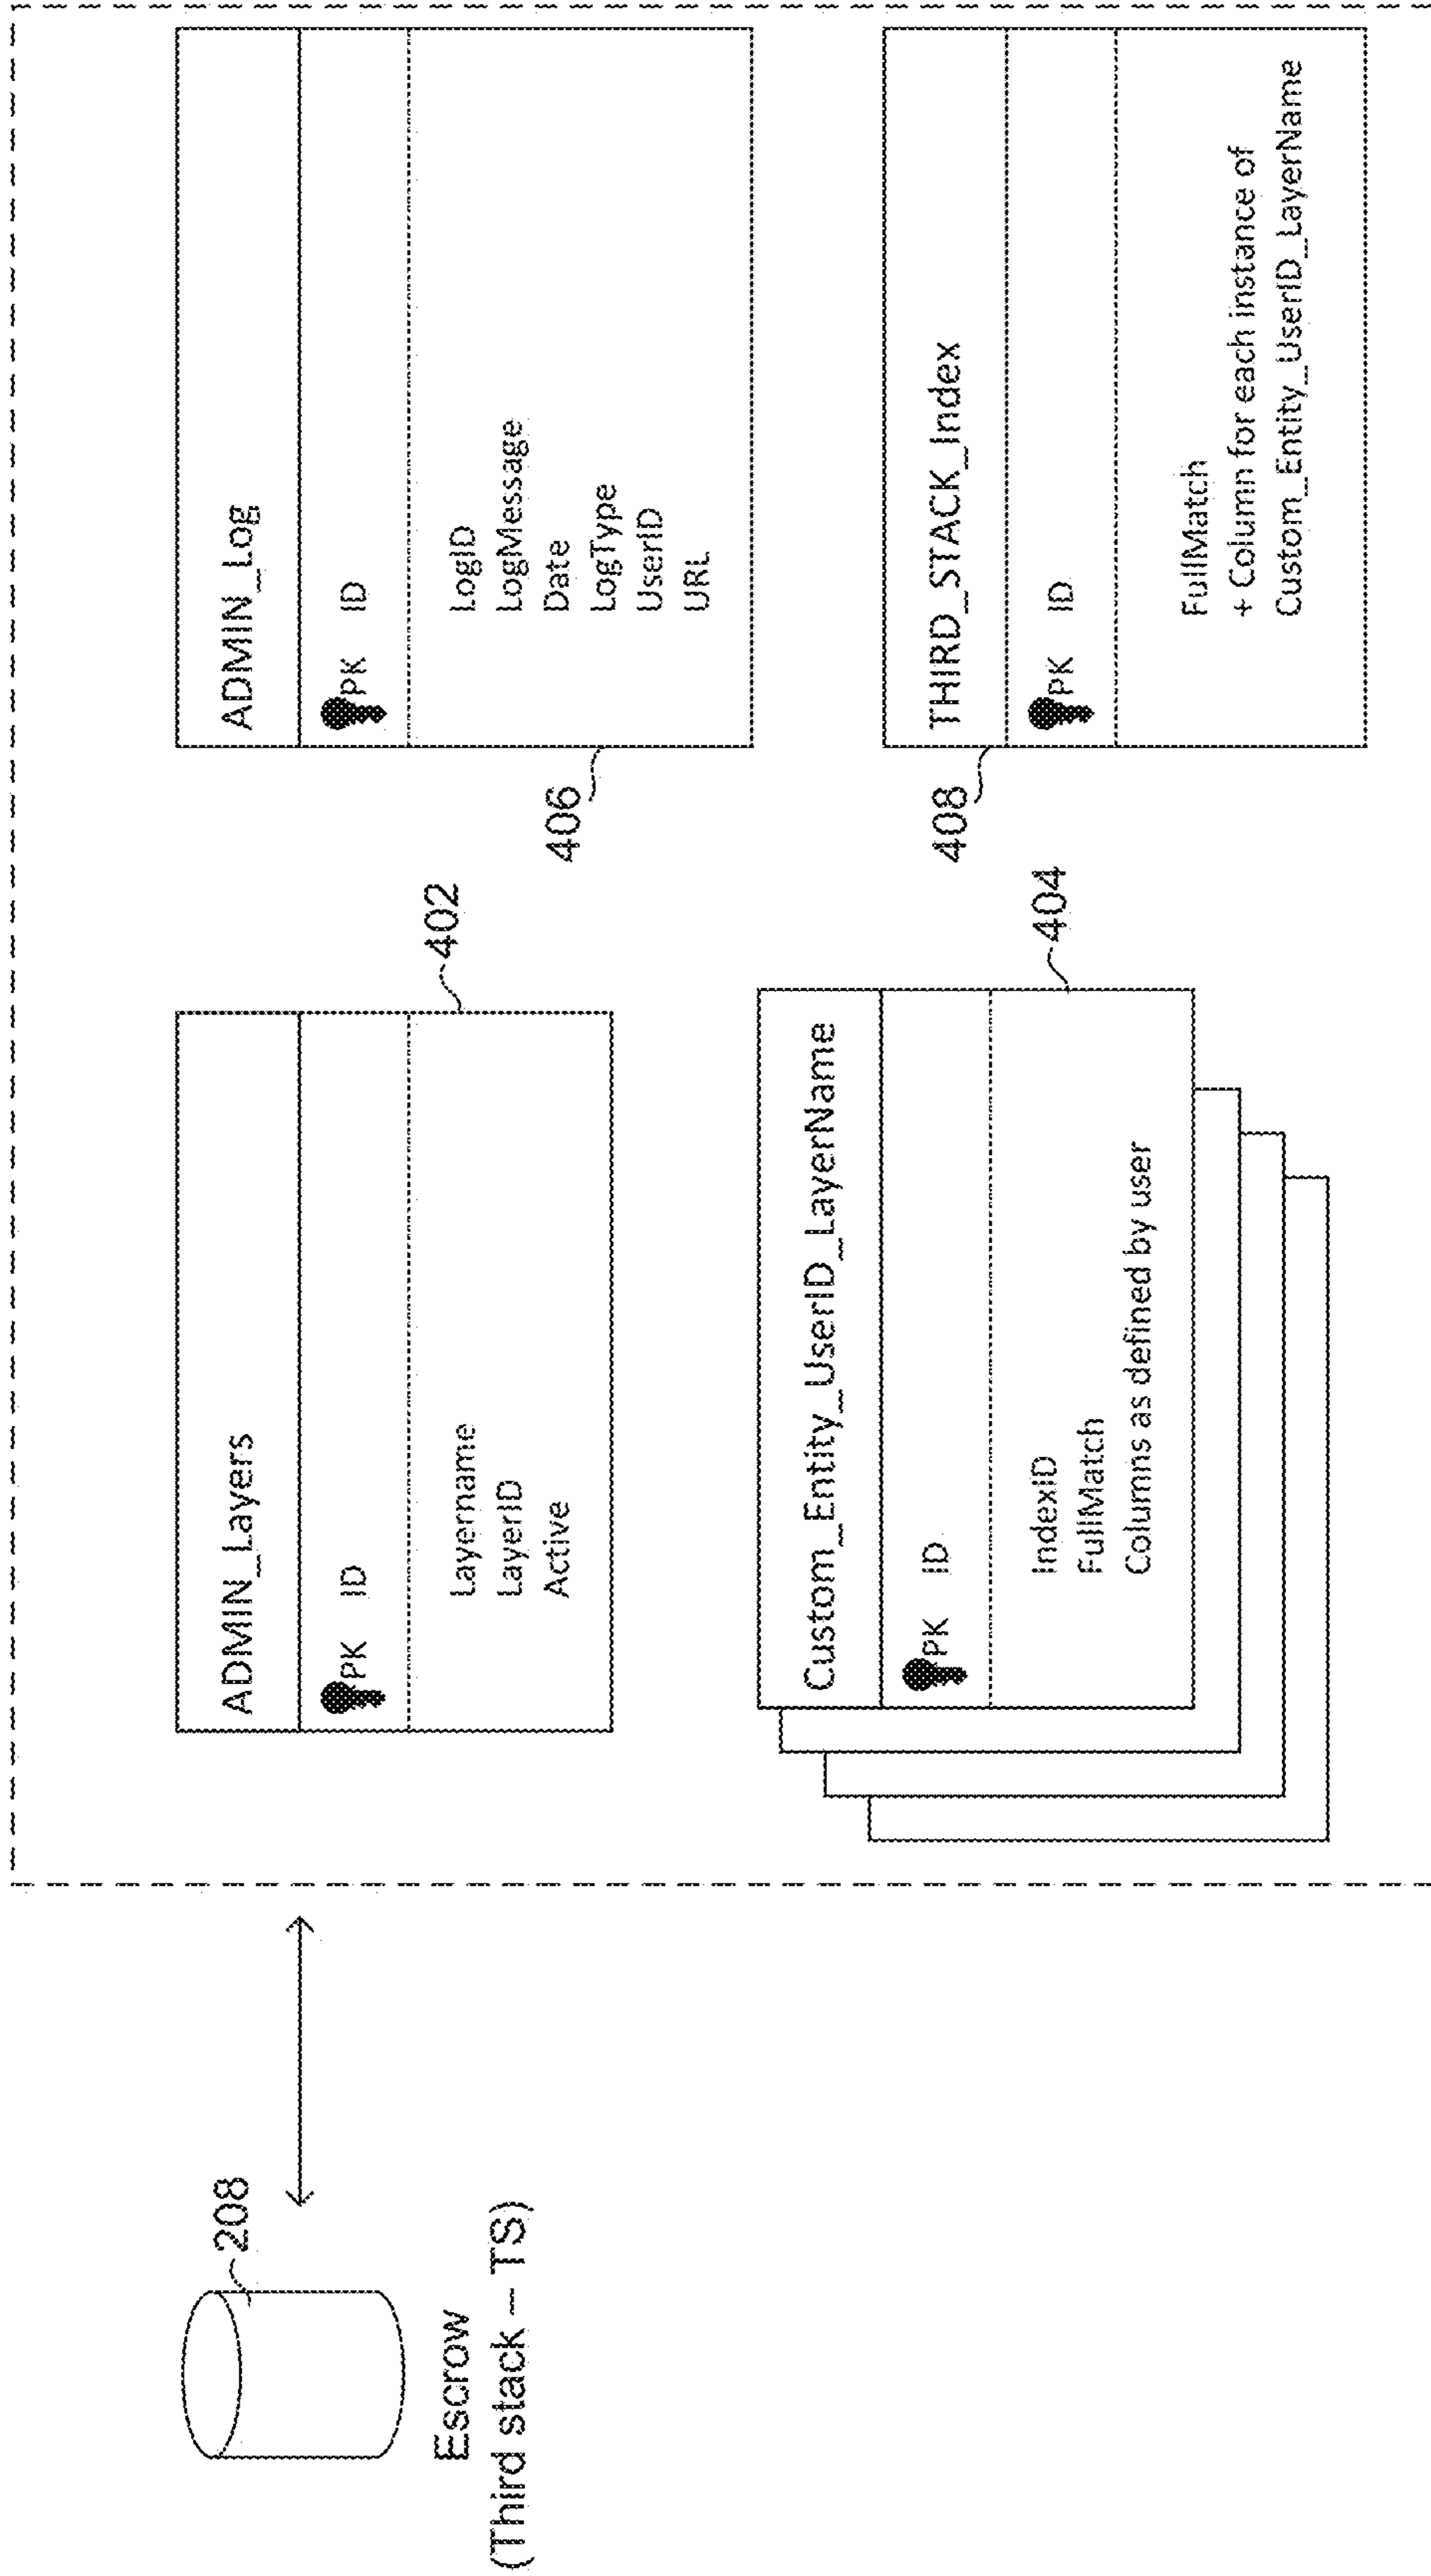 208
Escrow
(Third stack – TS)
ADMIN_Layers
PK ID
Layername
LayerID
Active
402
ADMIN_Log
PK ID
LogID
LogMessage
Date
LogType
UserID
URL
406
Custom_Entity_UserID_LayerName
PK ID
IndexID
FullMatch
Columns as defined by user
404
THIRD_STACK_Index
PK ID
FullMatch
+ Column for each instance of
Custom_Entity_UserID_LayerName
408